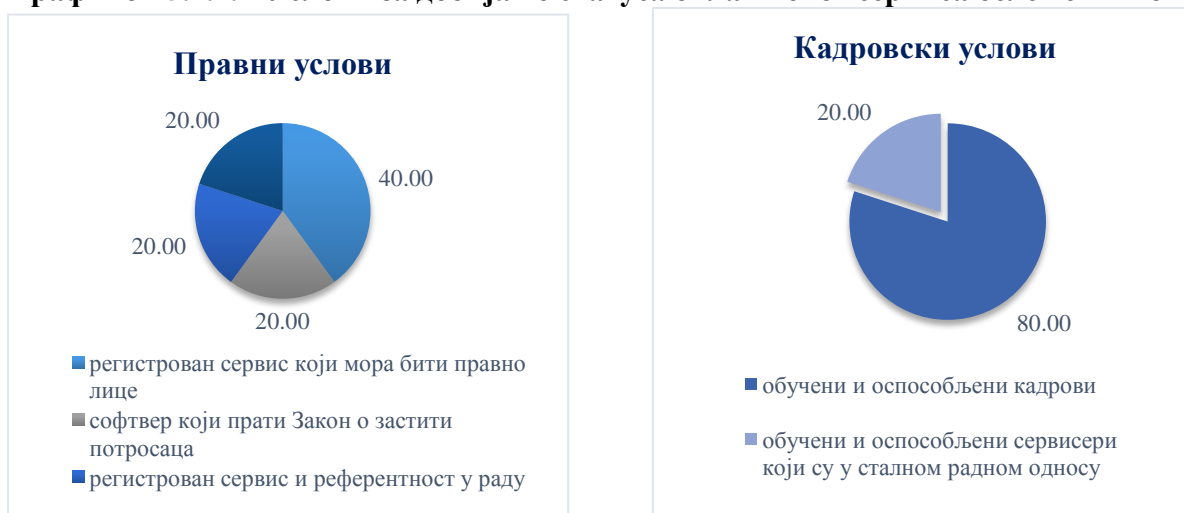 Правни услови
20.00
40.00
20.00
20.00
регистрован сервис који мора бити правно
лице
софтвер који прати Закон о застити
потросаца
регистрован сервис и референтност у раду
Кадровски услови
20.00
80.00
обучени и оспособљени кадрови
обучени и оспособљени сервисери
који су у сталном радном односу